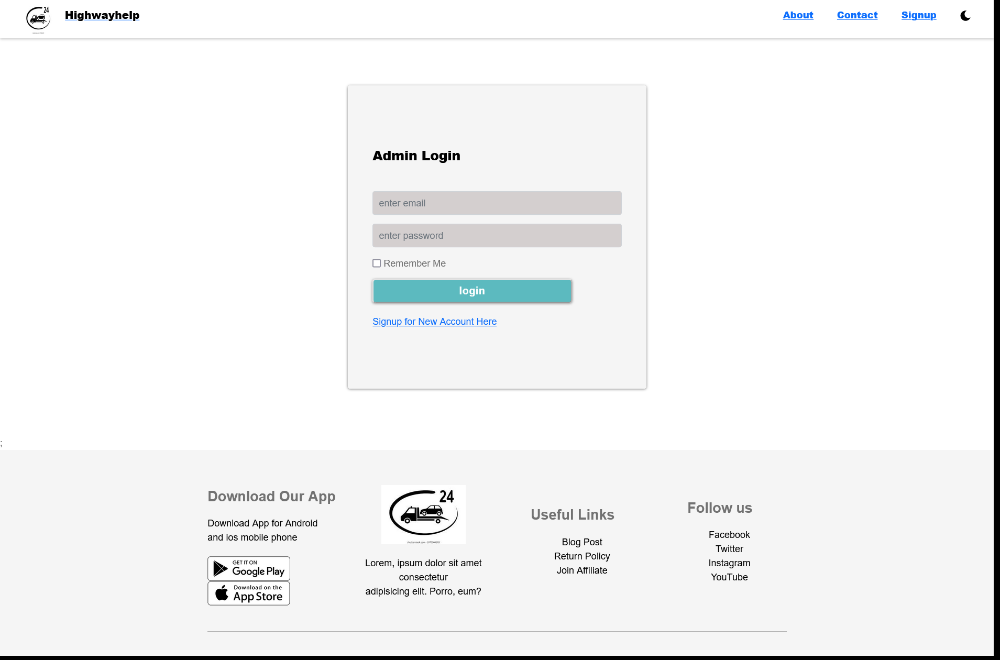 24
Highwayhelp
About
Contact
Signup
Admin Login
enter email
enter password
Remember Me
login
Signup for New Account Here
;
Download Our App
Download App for Android
and ios mobile phone
GET IT ON
Google Play
Download on the
App Store
24
shutterstock.com · 1973504195
Lorem, ipsum dolor sit amet
consectetur
adipisicing elit. Porro, eum?
Useful Links
Blog Post
Return Policy
Join Affiliate
Follow us
Facebook
Twitter
Instagram
YouTube